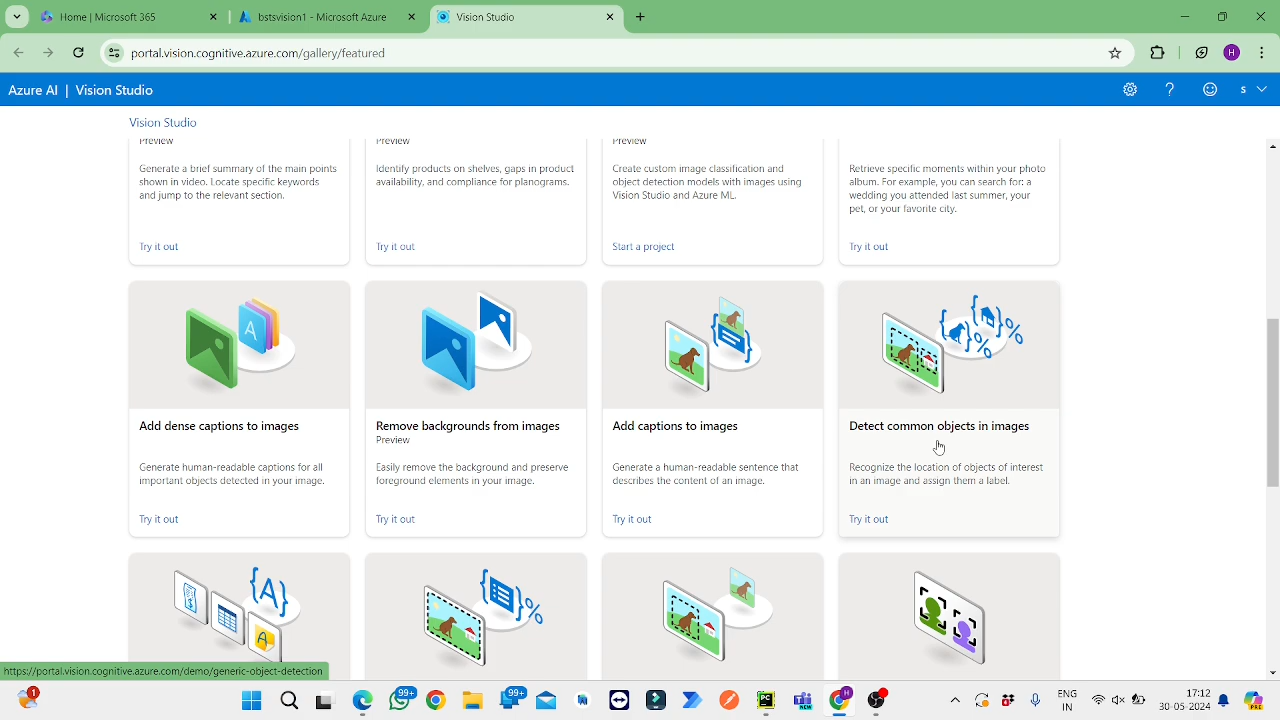 Home | Microsoft 365
bstsvision1 - Microsoft Azure
Vision Studio
portal.vision.cognitive.azure.com/gallery/featured
H
Azure AI | Vision Studio
s
Vision Studio
Preview
Preview
Preview
Generate a brief summary of the main points
shown in video. Locate specific keywords
and jump to the relevant section.
Identify products on shelves, gaps in product
availability, and compliance for planograms.
Create custom image classification and
object detection models with images using
Vision Studio and Azure ML.
Retrieve specific moments within your photo
album. For example, you can search for: a
wedding you attended last summer, your
pet, or your favorite city.
Try it out
Try it out
Start a project
Try it out
Add dense captions to images
Generate human-readable captions for all
important objects detected in your image.
Try it out
Remove backgrounds from images
Preview
Easily remove the background and preserve
foreground elements in your image.
Try it out
Add captions to images
Generate a human-readable sentence that
describes the content of an image.
Try it out
Detect common objects in images
Recognize the location of objects of interest
in an image and assign them a label.
Try it out
https://portal.vision.cognitive.azure.com/demo/generic-object-detection
1
99+
99+
ENG
IN
17:12
30-05-2024